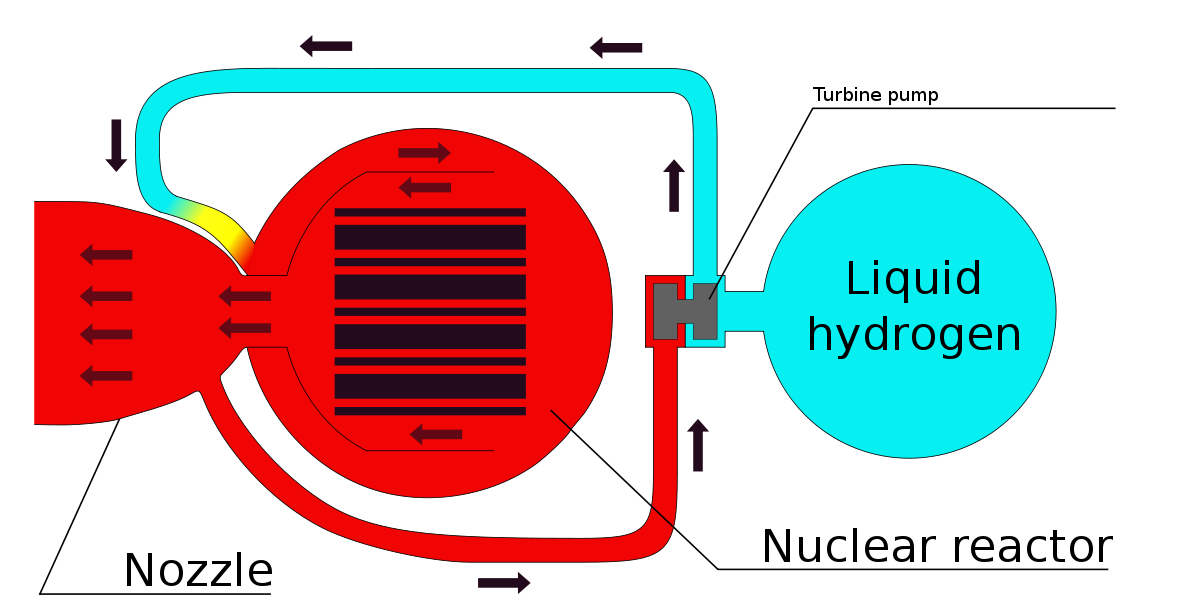 Turbine pump
Liquid
hydrogen
Nuclear reactor
Nozzle